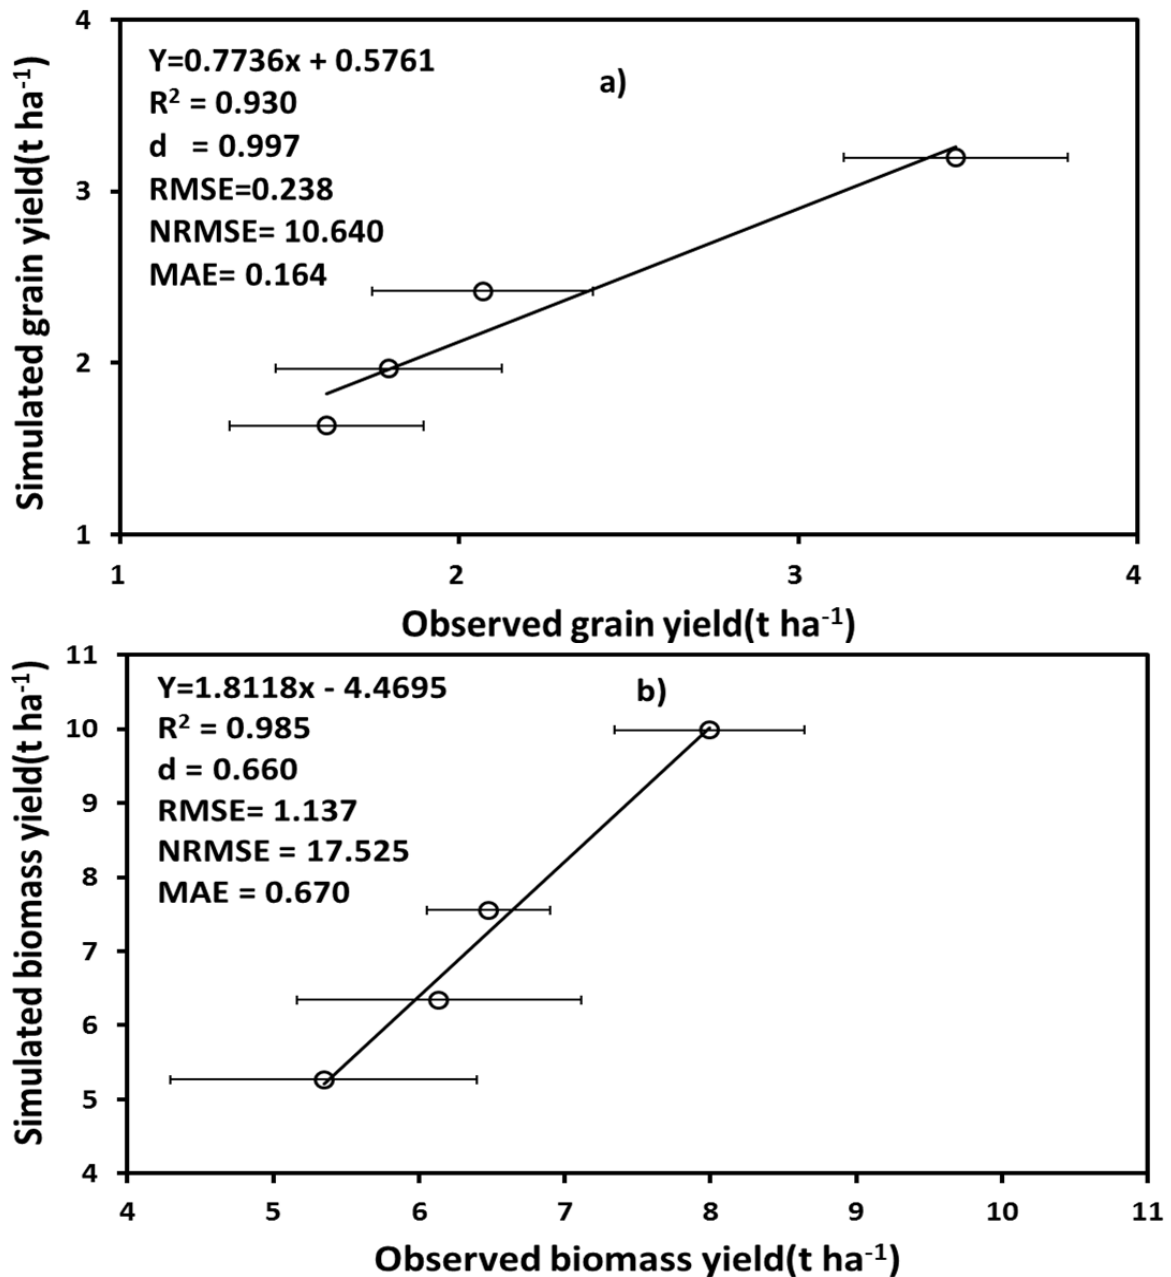 Simulated grain yield(t ha⁻¹)
4
3
2
1
Y=0.7736x + 0.5761
R² = 0.930
d = 0.997
RMSE=0.238
NRMSE= 10.640
MAE= 0.164
a)
1 2 3 4
Observed grain yield(t ha⁻¹)
Simulated biomass yield(t ha⁻¹)
11
10
9
8
7
6
5
4
Y=1.8118x - 4.4695
R² = 0.985
d = 0.660
RMSE= 1.137
NRMSE = 17.525
MAE = 0.670
b)
4 5 6 7 8 9 10 11
Observed biomass yield(t ha⁻¹)